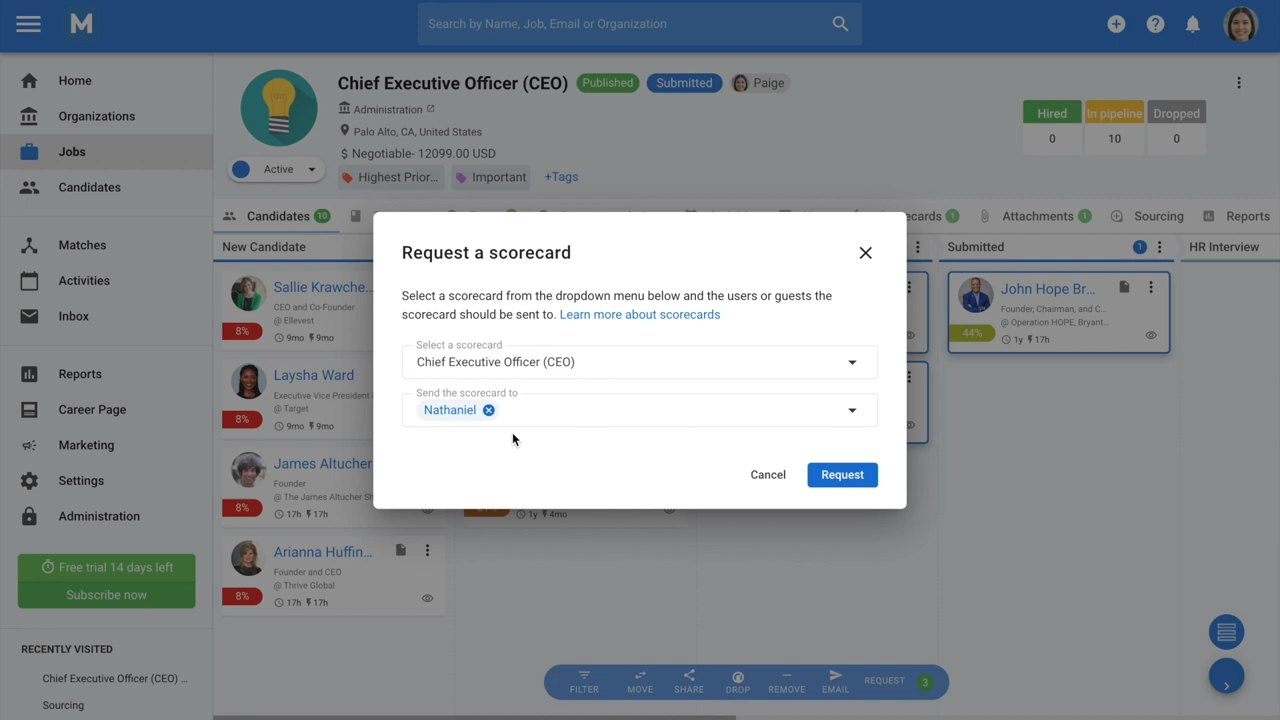 M
Search by Name, Job, Email or Organization
Home
Organizations
Jobs
Candidates
Matches
Activities
Inbox
Reports
Career Page
Marketing
Settings
Administration
Free trial 14 days left
Subscribe now
RECENTLY VISITED
Chief Executive Officer (CEO) ...
Sourcing
Chief Executive Officer (CEO) Published Submitted Paige
Administration
Palo Alto, CA, United States
$ Negotiable- 12099.00 USD
Active
Highest Prior... Important +Tags
Hired In pipeline Dropped
0 10 0
Candidates 10
1
Attachments 1
Sourcing
Reports
New Candidate
Submitted 1
HR Interview
Sallie Krawche...
CEO and Co-Founder
@ Ellevest
8% 9mo 9mo
Laysha Ward
Executive Vice President
@ Target
8% 9mo 9mo
James Altucher
Founder
@ The James Altucher
8% 17h 17h
Arianna Huffin...
Founder and CEO
@ Thrive Global
8% 17h 17h
1y 4mo
John Hope Br...
Founder, Chairman, and C...
@ Operation HOPE, Bryant...
44% 1y 17h
Request a scorecard
Select a scorecard from the dropdown menu below and the users or guests the
scorecard should be sent to. Learn more about scorecards
Select a scorecard
Chief Executive Officer (CEO)
Send the scorecard to
Nathaniel
Cancel Request
FILTER MOVE SHARE DROP REMOVE EMAIL REQUEST 3